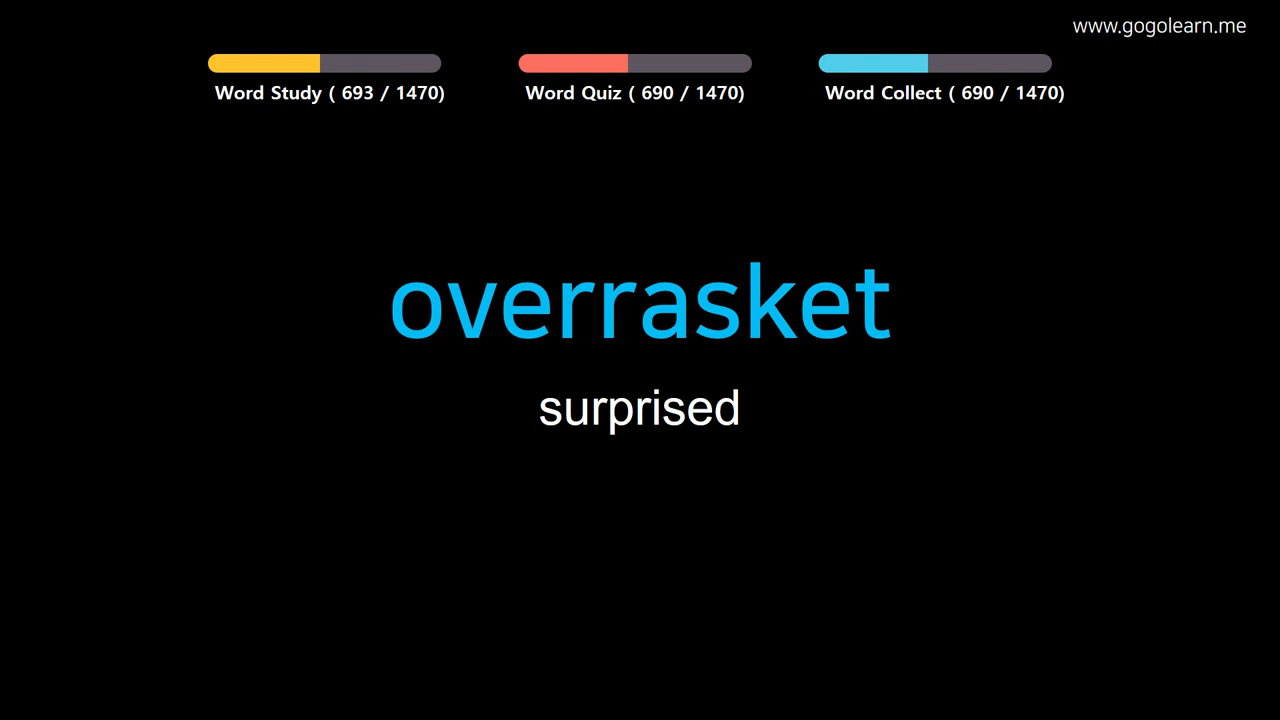 www.gogolearn.me
Word Study ( 693 / 1470)
Word Quiz ( 690 / 1470)
Word Collect ( 690 / 1470)
overrasket
surprised